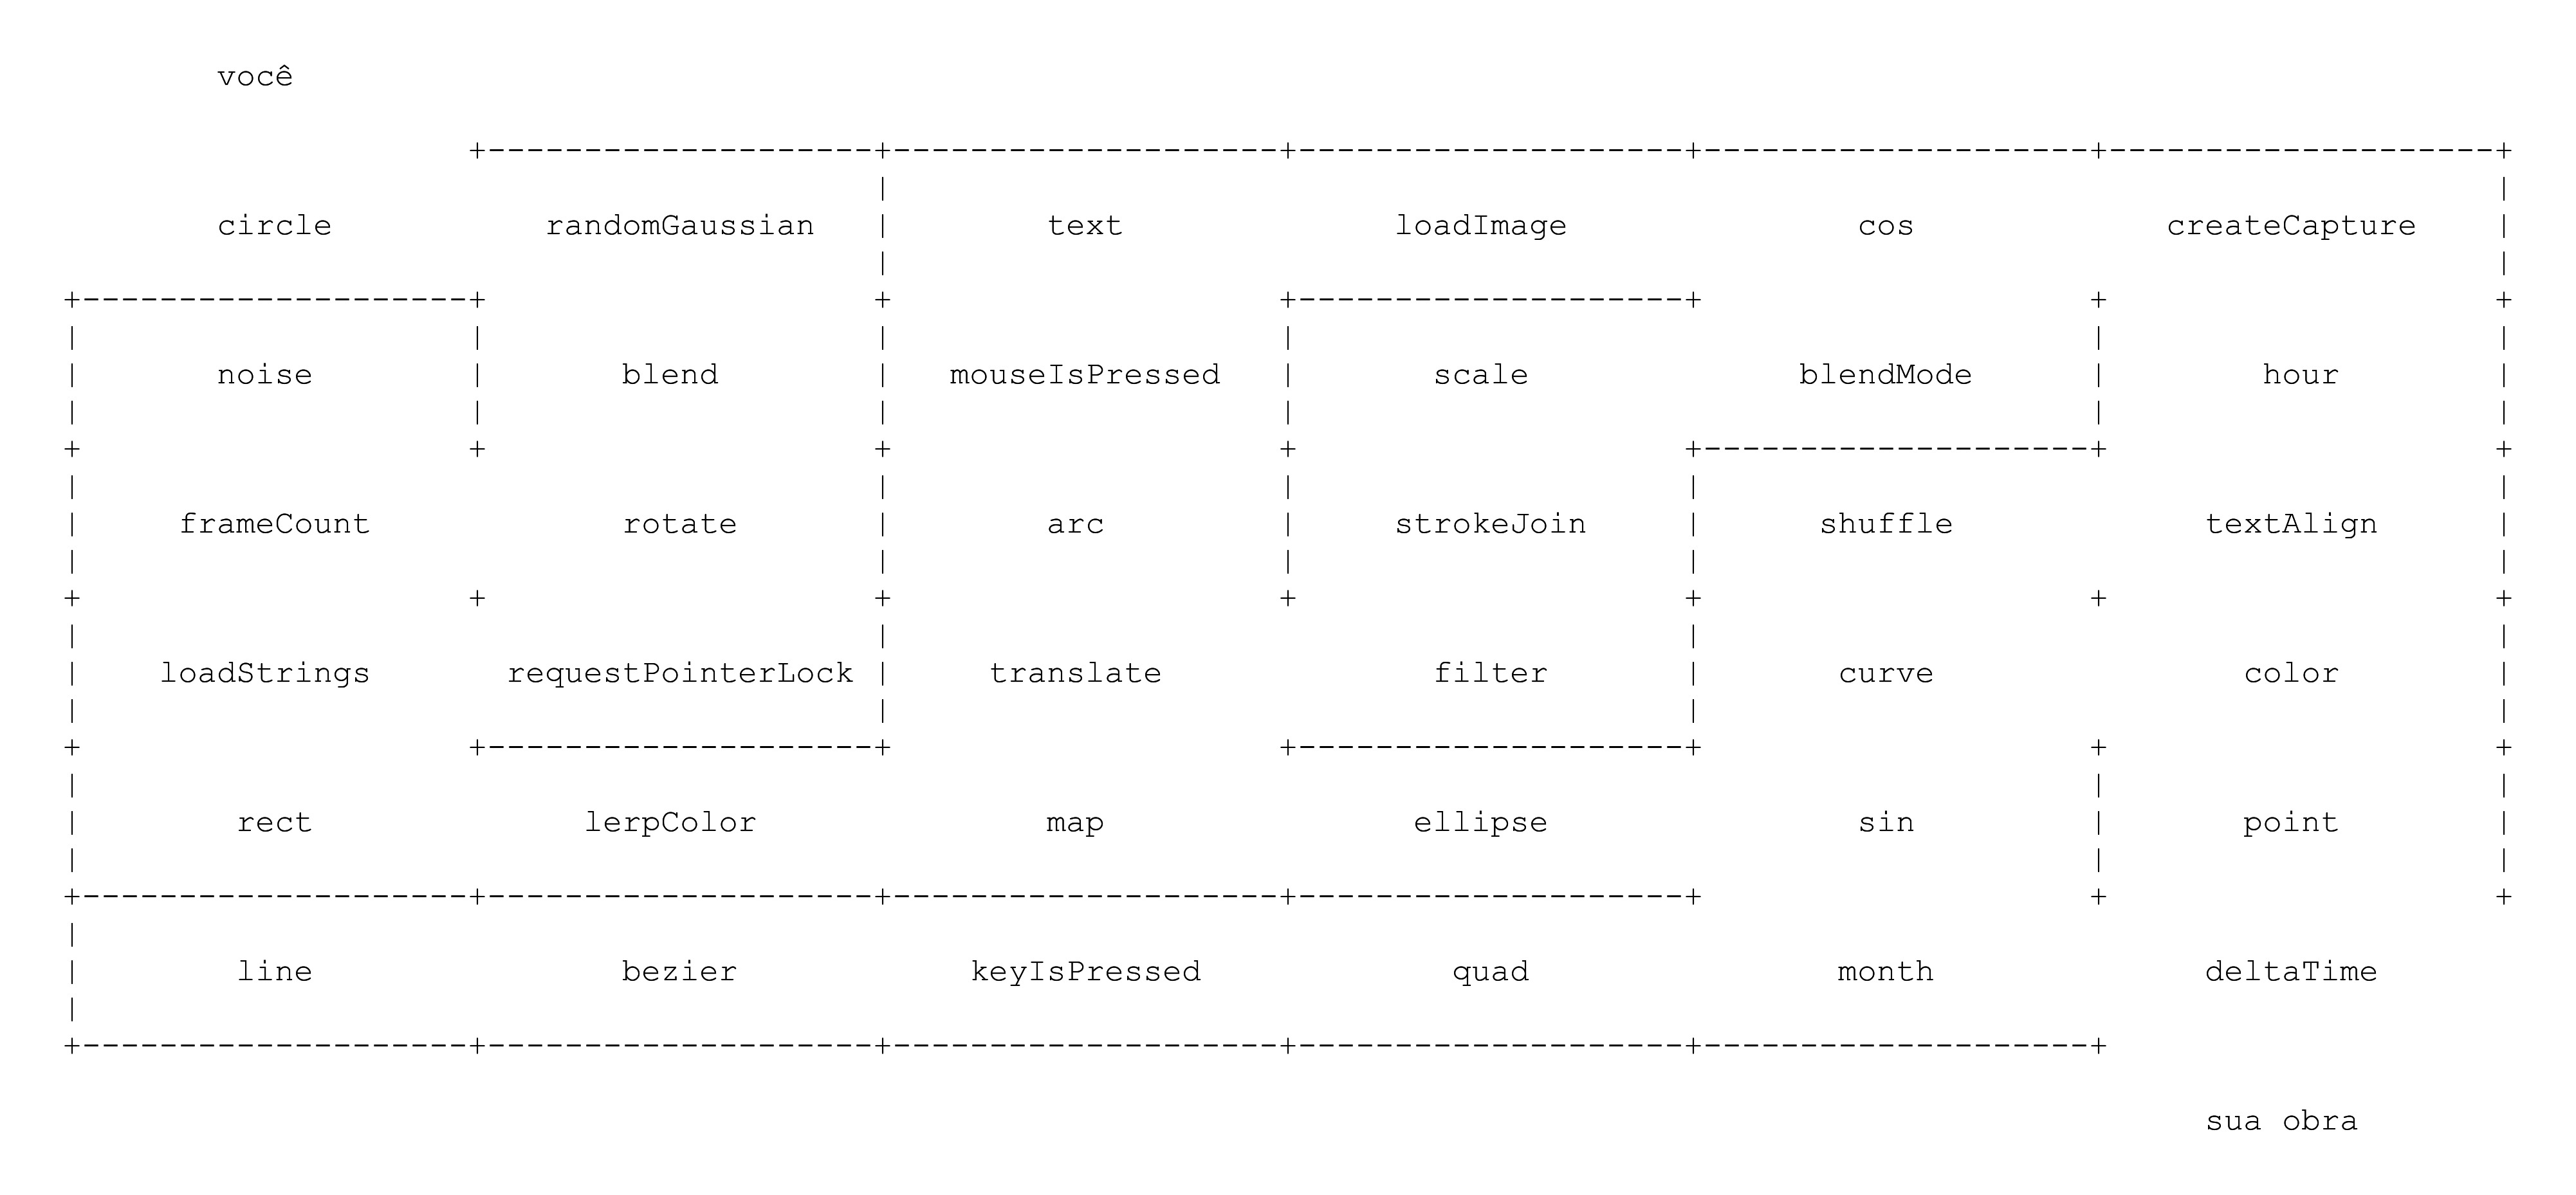 você
circle randomGaussian text loadImage cos createCapture
noise blend mouseIsPressed scale blendMode hour
frameCount rotate arc strokeJoin shuffle textAlign
loadStrings requestPointerLock translate filter curve color
rect lerpColor map ellipse sin point
line bezier keyIsPressed quad month deltaTime
sua obra